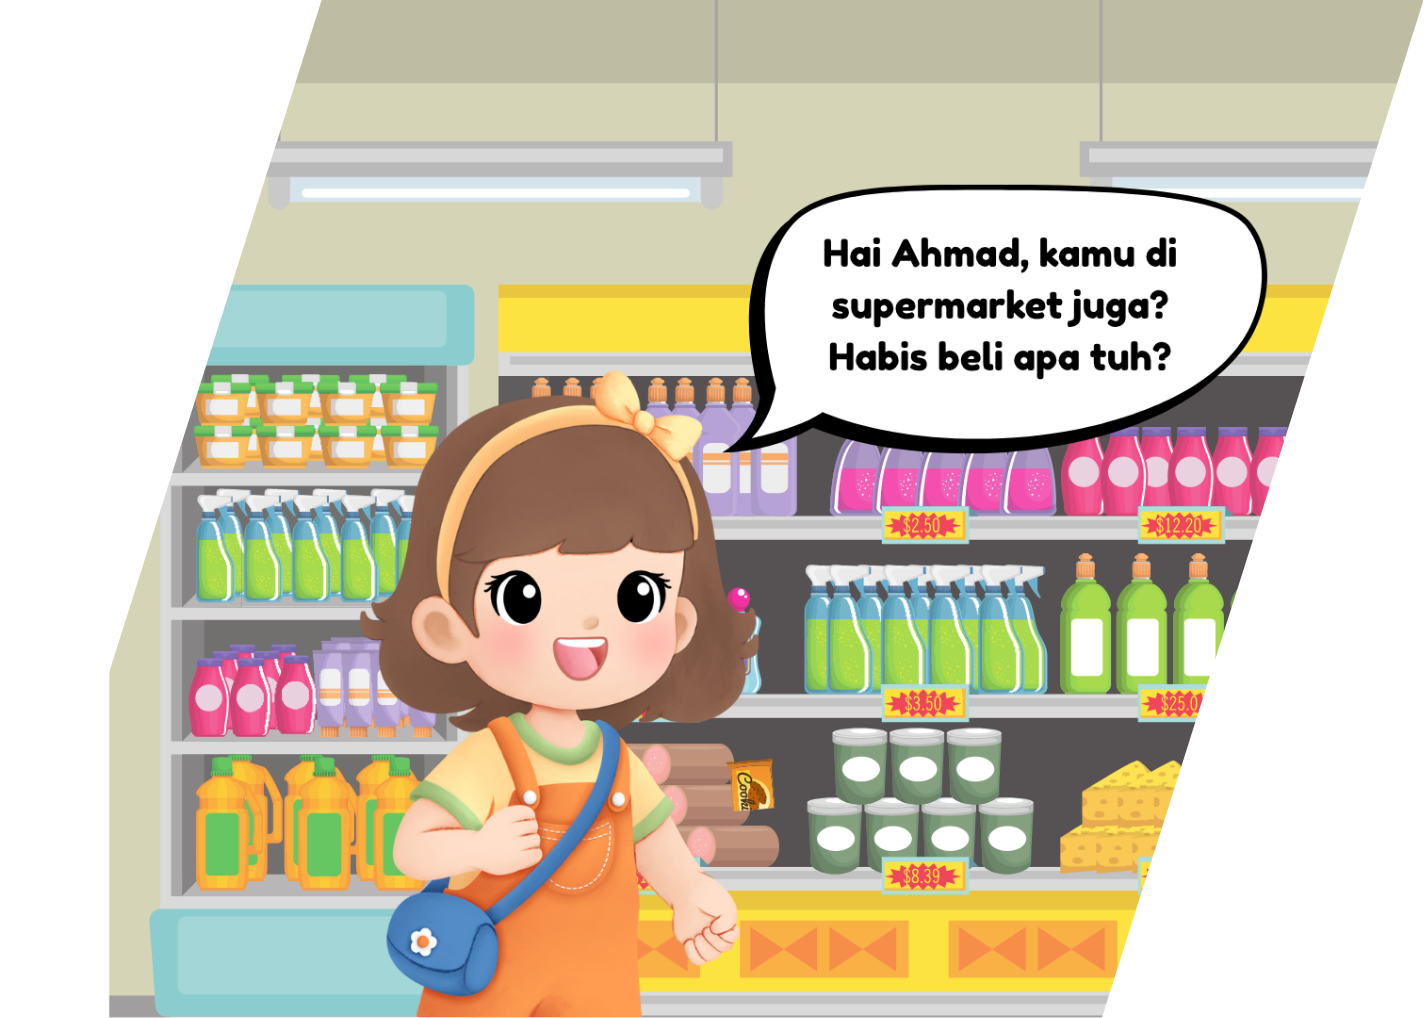 Hai Ahmad, kamu di
supermarket juga?
Habis beli apa tuh?
$2.50
$12.20
$3.50
$25.0
$8.39